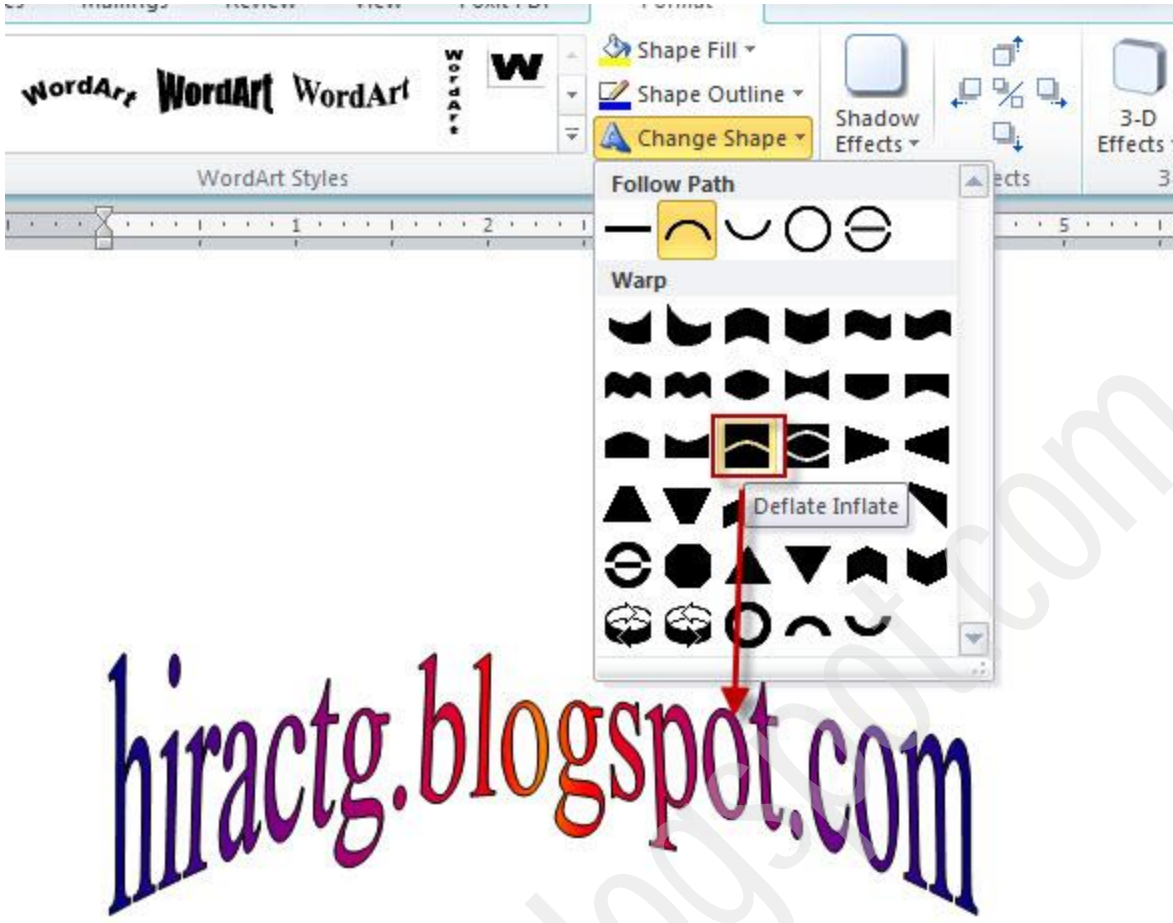 Mailings Review View Foxit PDF Format
WordArt WordArt WordArt WordArt W
Shape Fill
Shape Outline
Change Shape
Shadow
Effects
3-D
Effects
WordArt Styles
ects
3
1 2 5
Follow Path
Warp
Deflate Inflate
hiractg.blogspot.com